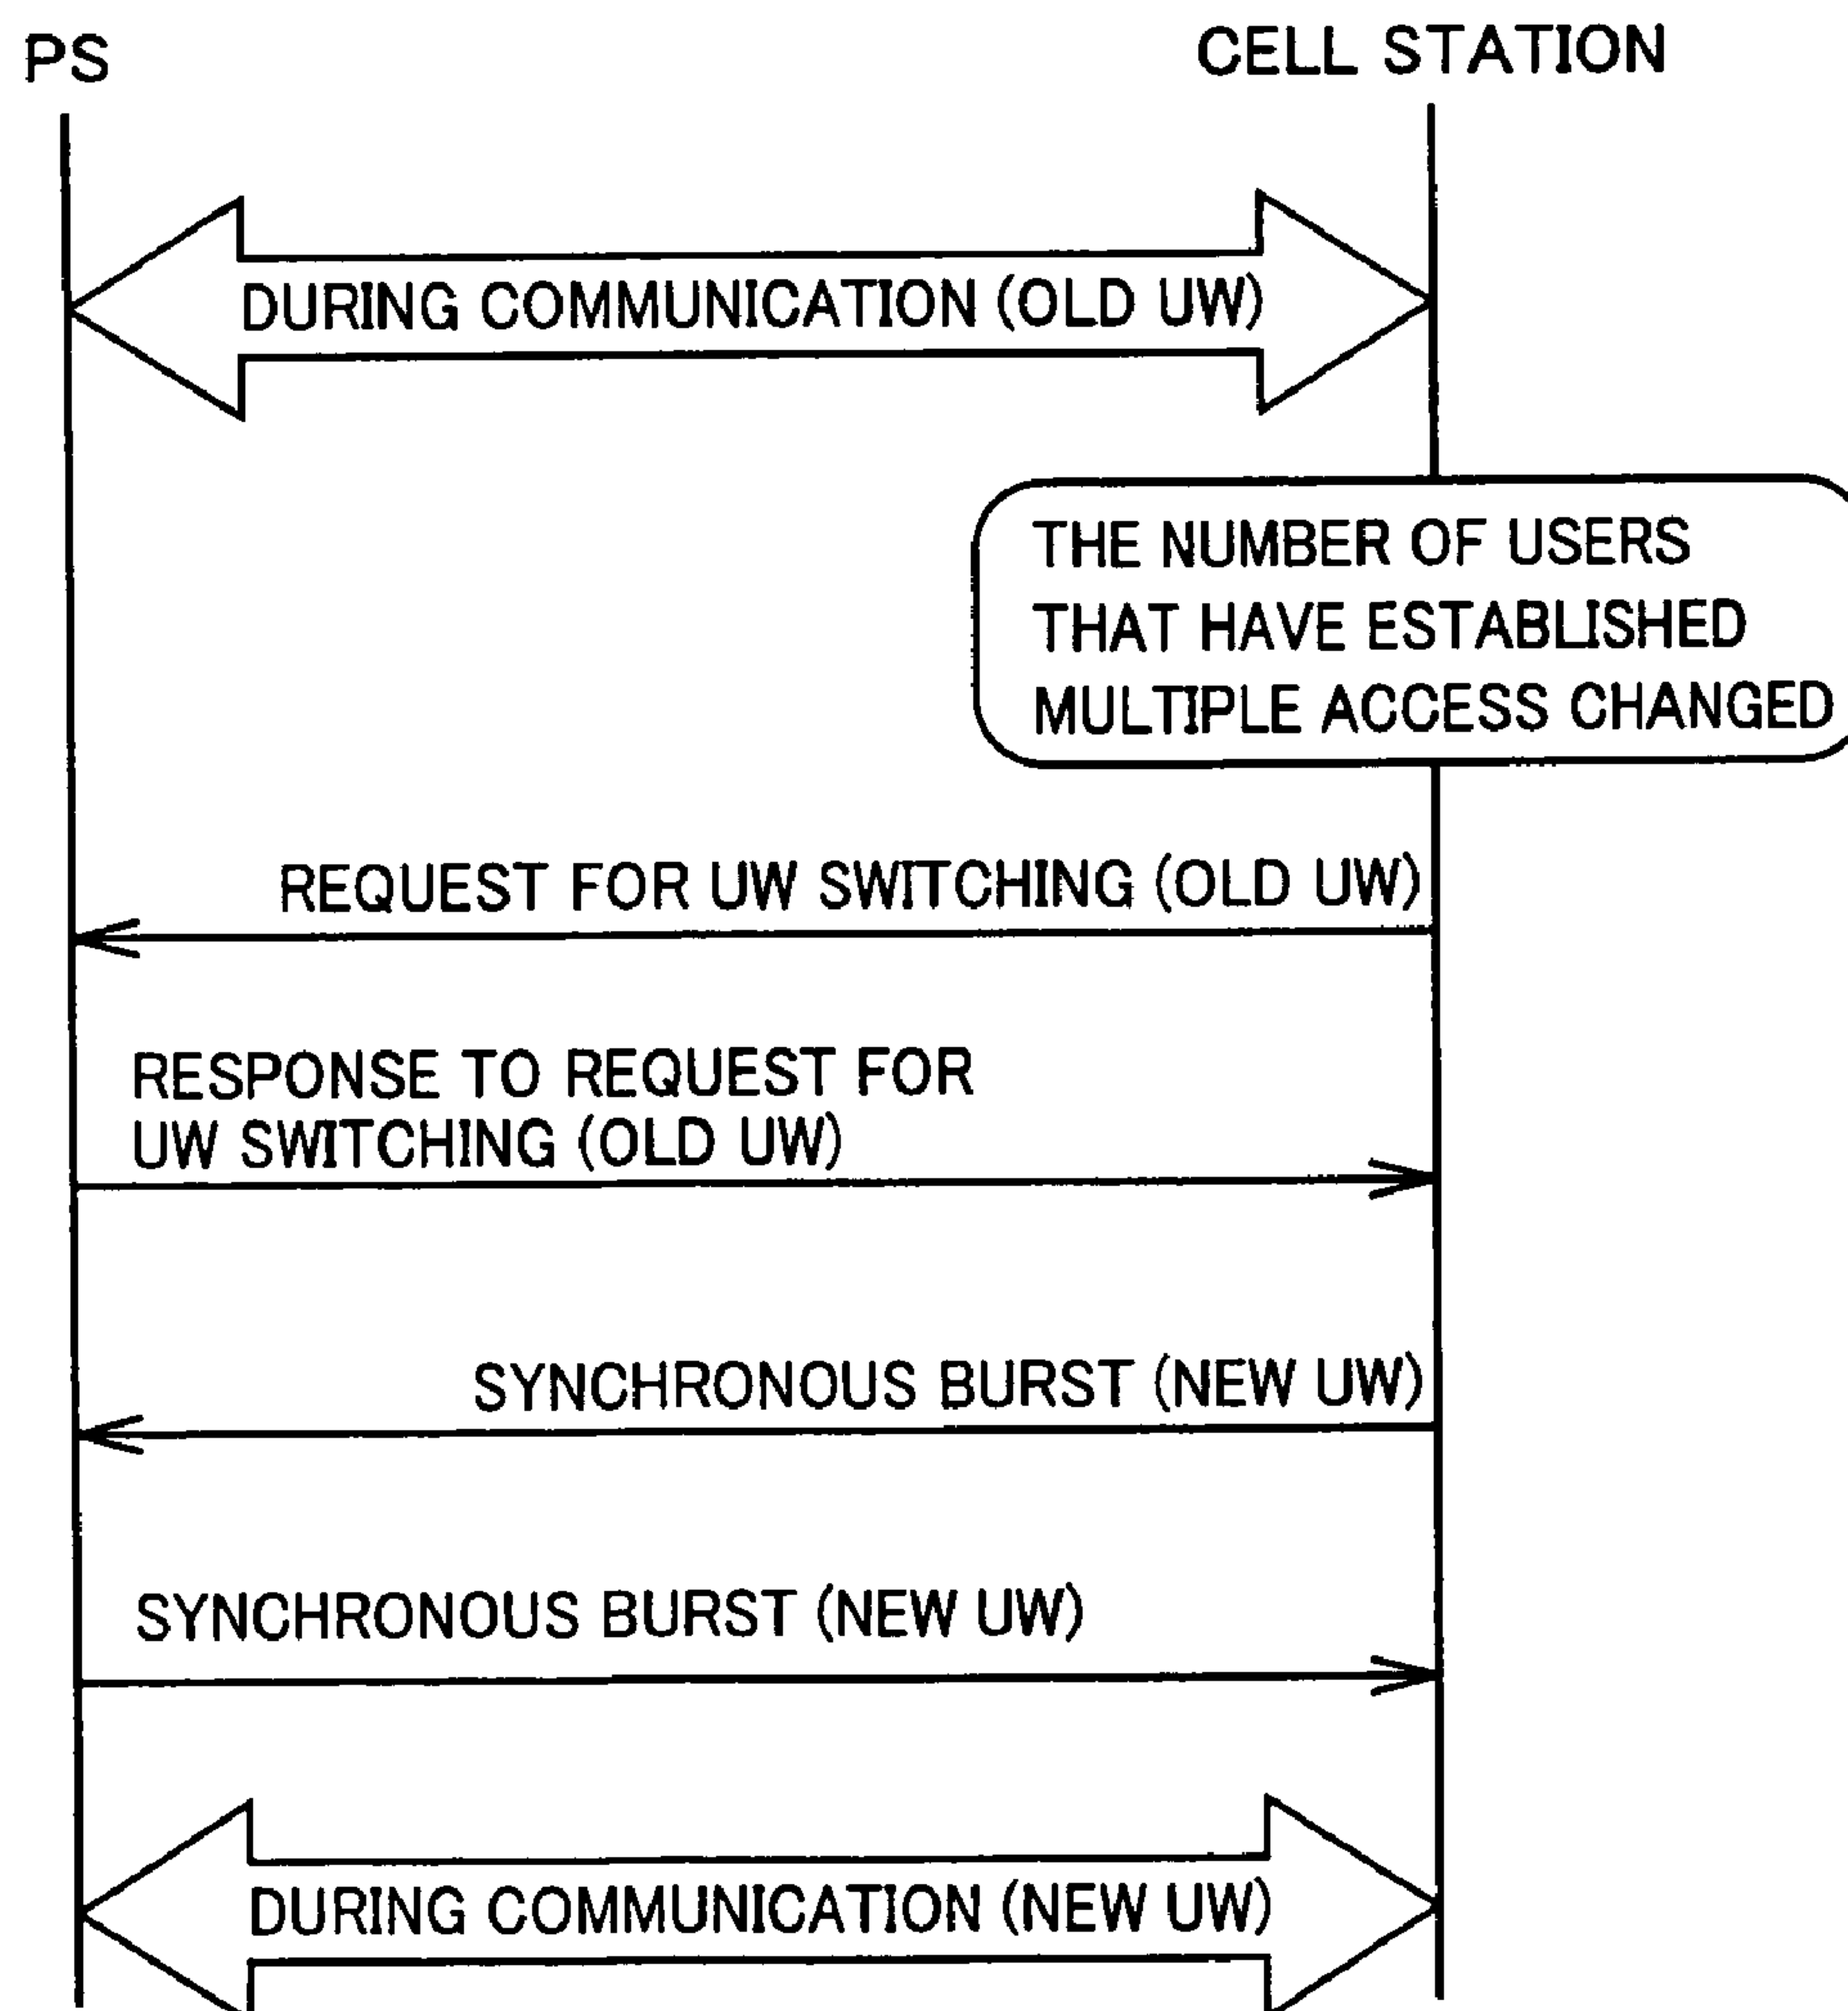 PS
CELL STATION
DURING COMMUNICATION (OLD UW)
THE NUMBER OF USERS
THAT HAVE ESTABLISHED
MULTIPLE ACCESS CHANGED
REQUEST FOR UW SWITCHING (OLD UW)
RESPONSE TO REQUEST FOR
UW SWITCHING (OLD UW)
SYNCHRONOUS BURST (NEW UW)
SYNCHRONOUS BURST (NEW UW)
DURING COMMUNICATION (NEW UW)